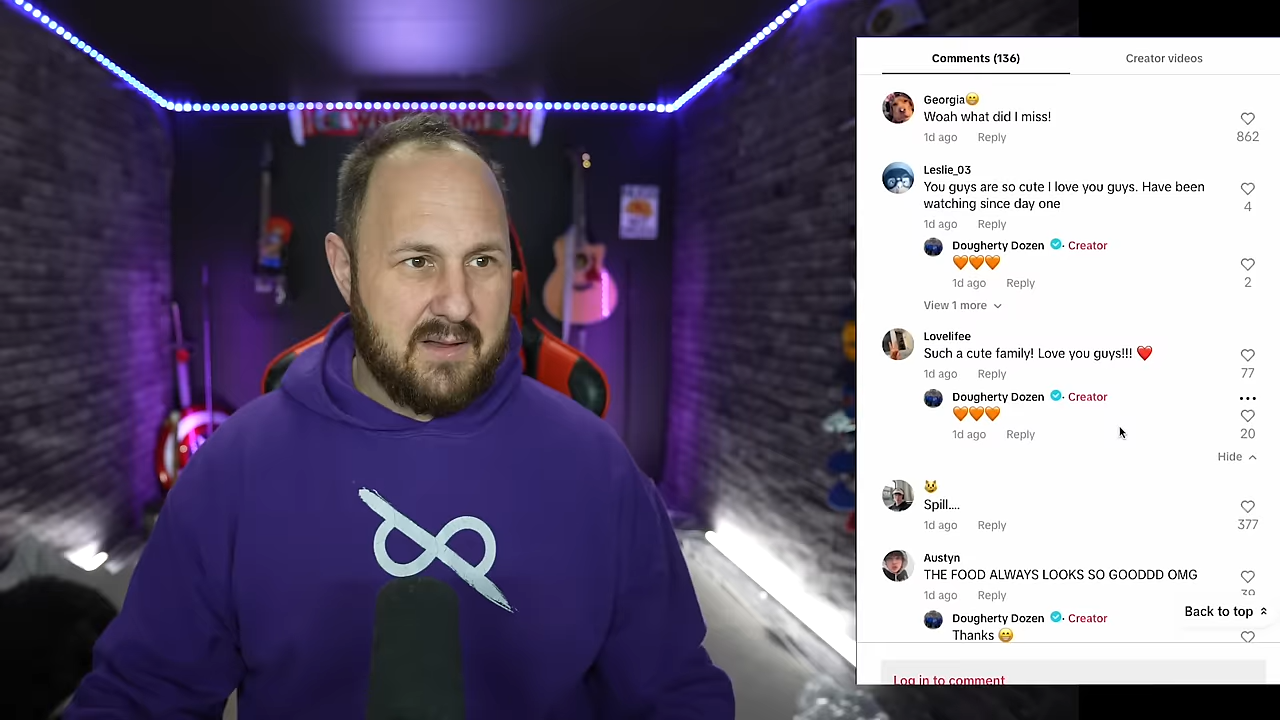 WREXHAM
Comments (136)
Creator videos
Georgia😁
Woah what did I miss!
1d ago Reply
862
Leslie_03
You guys are so cute I love you guys. Have been
watching since day one
4
1d ago Reply
Dougherty Dozen · Creator
🧡🧡🧡
1d ago Reply
2
View 1 more
Lovelifee
Such a cute family! Love you guys!!! ❤️
1d ago Reply
77
Dougherty Dozen · Creator
🧡🧡🧡
1d ago Reply
20
Hide
😼
Spill....
1d ago Reply
377
Austyn
THE FOOD ALWAYS LOOKS SO GOODDD OMG
1d ago Reply
39
Back to top
Dougherty Dozen · Creator
Thanks 😁
Log in to comment